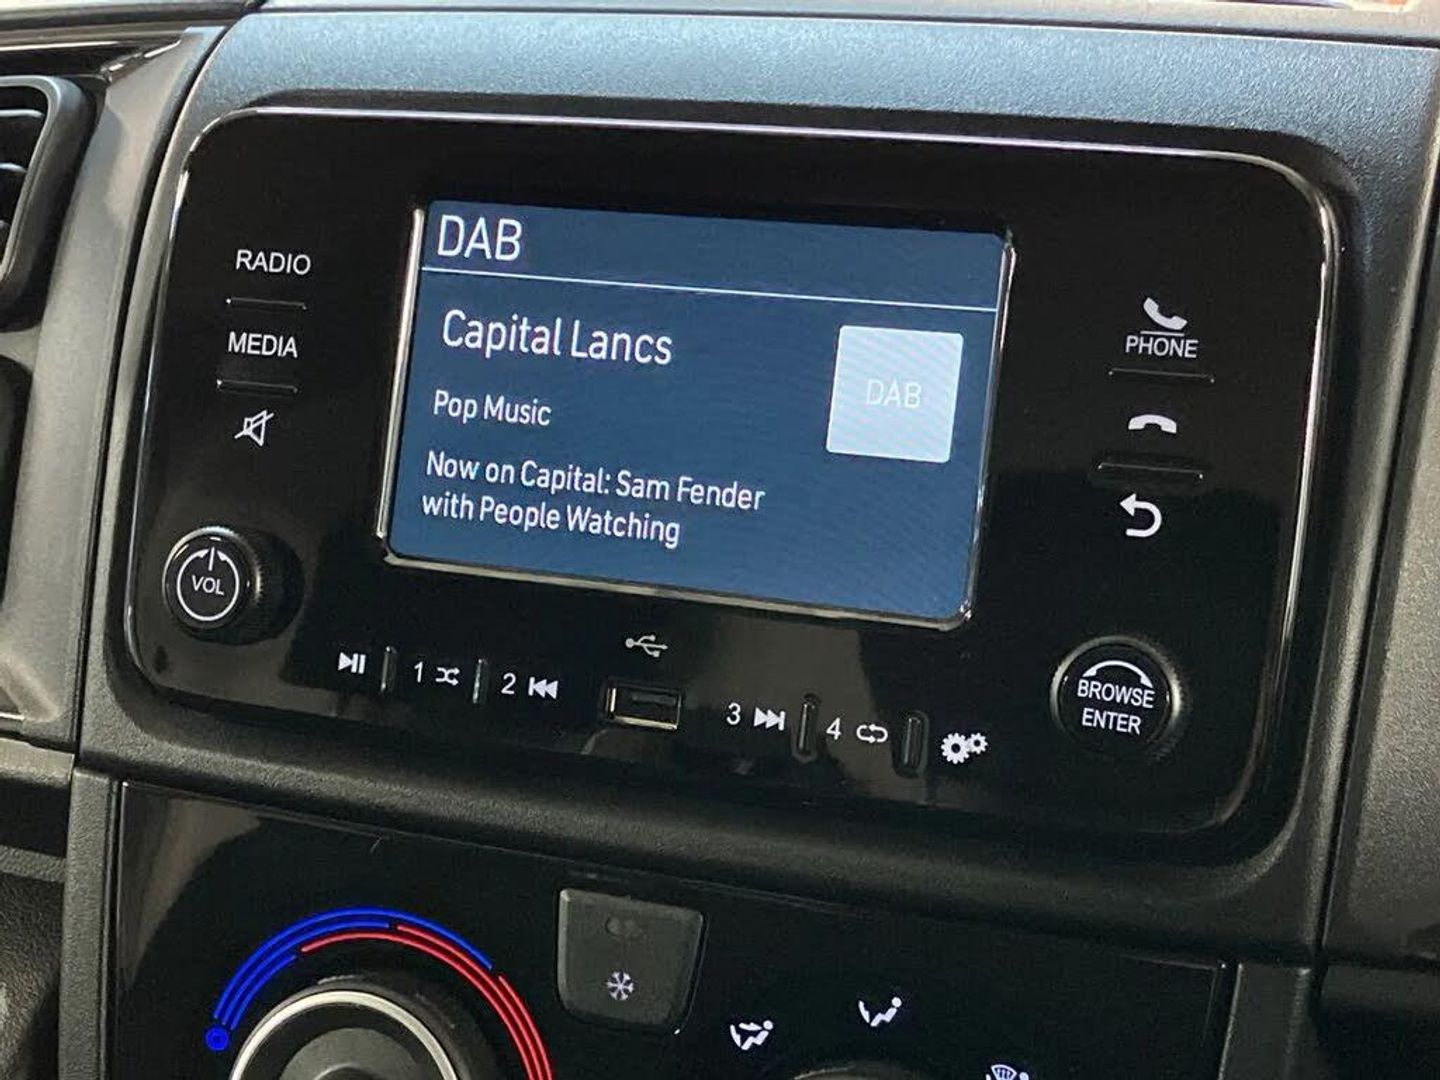 DAB
RADIO
Capital Lancs
DAB
PHONE
MEDIA
Pop Music
Now on Capital: Sam Fender
with People Watching
VOL
1
2
3
4
BROWSE
ENTER